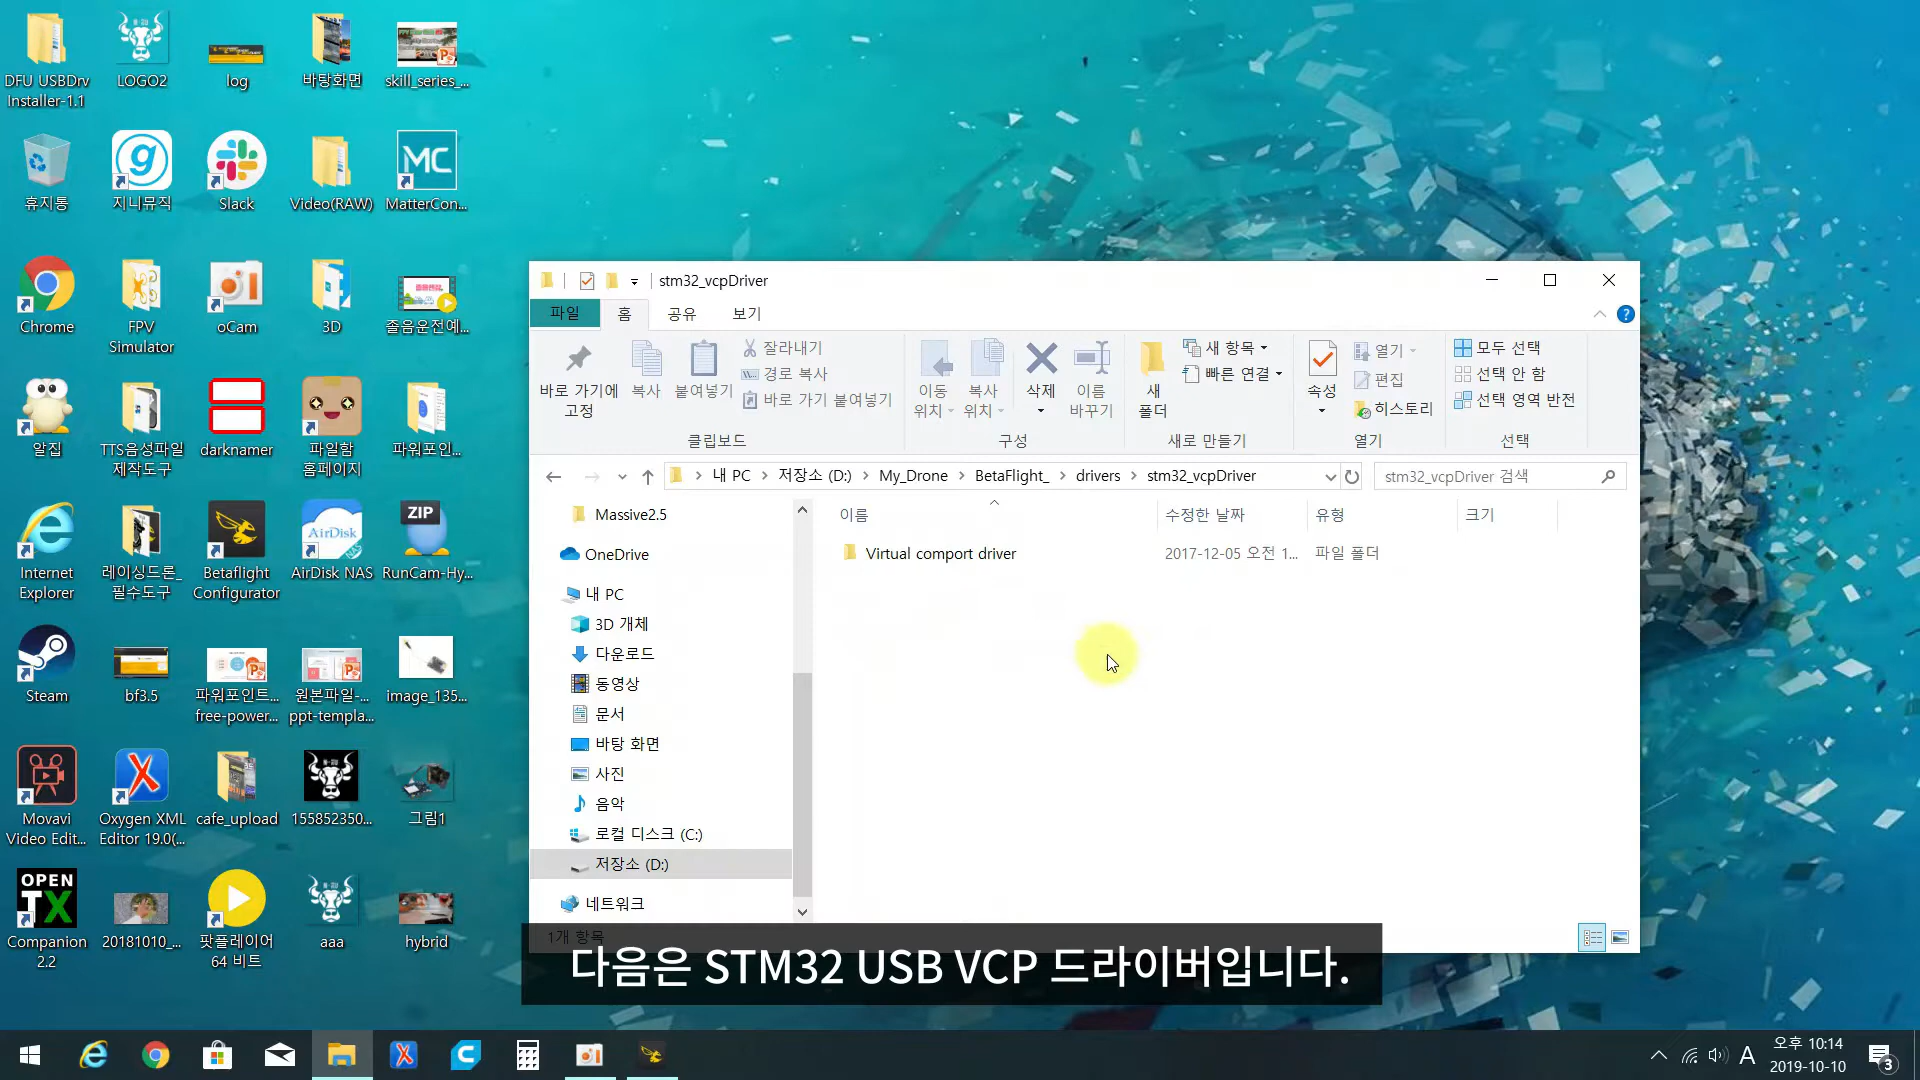 DFU USBDrv
Installer-1.1
LOGO2
log
바탕화면
skill_series_...
휴지통
지니뮤직
Slack
Video(RAW)
MC
MatterCon...
Chrome
FPV
Simulator
oCam
3D
졸음운전예...
알집
TTS음성파일
제작도구
darknamer
파일함
홈페이지
파워포인...
Internet
Explorer
레이싱드론_
필수도구
Betaflight
Configurator
AirDisk
NAS
AirDisk NAS
ZIP
RunCam-Hy...
Steam
bf3.5
파워포인트...
free-power...
원본파일-...
ppt-templa...
image_135...
Movavi
Video Edit...
Oxygen XML
Editor 19.0(...
cafe_upload
155852350...
그림1
OPEN
TX
Companion
2.2
20181010_...
팟플레이어
64 비트
aaa
hybrid
stm32_vcpDriver
파일
홈
공유
보기
바로 가기에
고정
복사
붙여넣기
잘라내기
경로 복사
바로 가기 붙여넣기
클립보드
이동
위치
복사
위치
삭제
이름
바꾸기
구성
새
폴더
새 항목
빠른 연결
새로 만들기
속성
열기
편집
히스토리
열기
모두 선택
선택 안 함
선택 영역 반전
선택
내 PC > 저장소 (D:) > My_Drone > BetaFlight_ > drivers > stm32_vcpDriver
stm32_vcpDriver 검색
Massive2.5
OneDrive
내 PC
3D 개체
다운로드
동영상
문서
바탕 화면
사진
음악
로컬 디스크 (C:)
저장소 (D:)
네트워크
이름
수정한 날짜
유형
크기
Virtual comport driver
2017-12-05 오전 1...
파일 폴더
1개 항목
다음은 STM32 USB VCP 드라이버입니다.
A
오후 10:14
2019-10-10
3